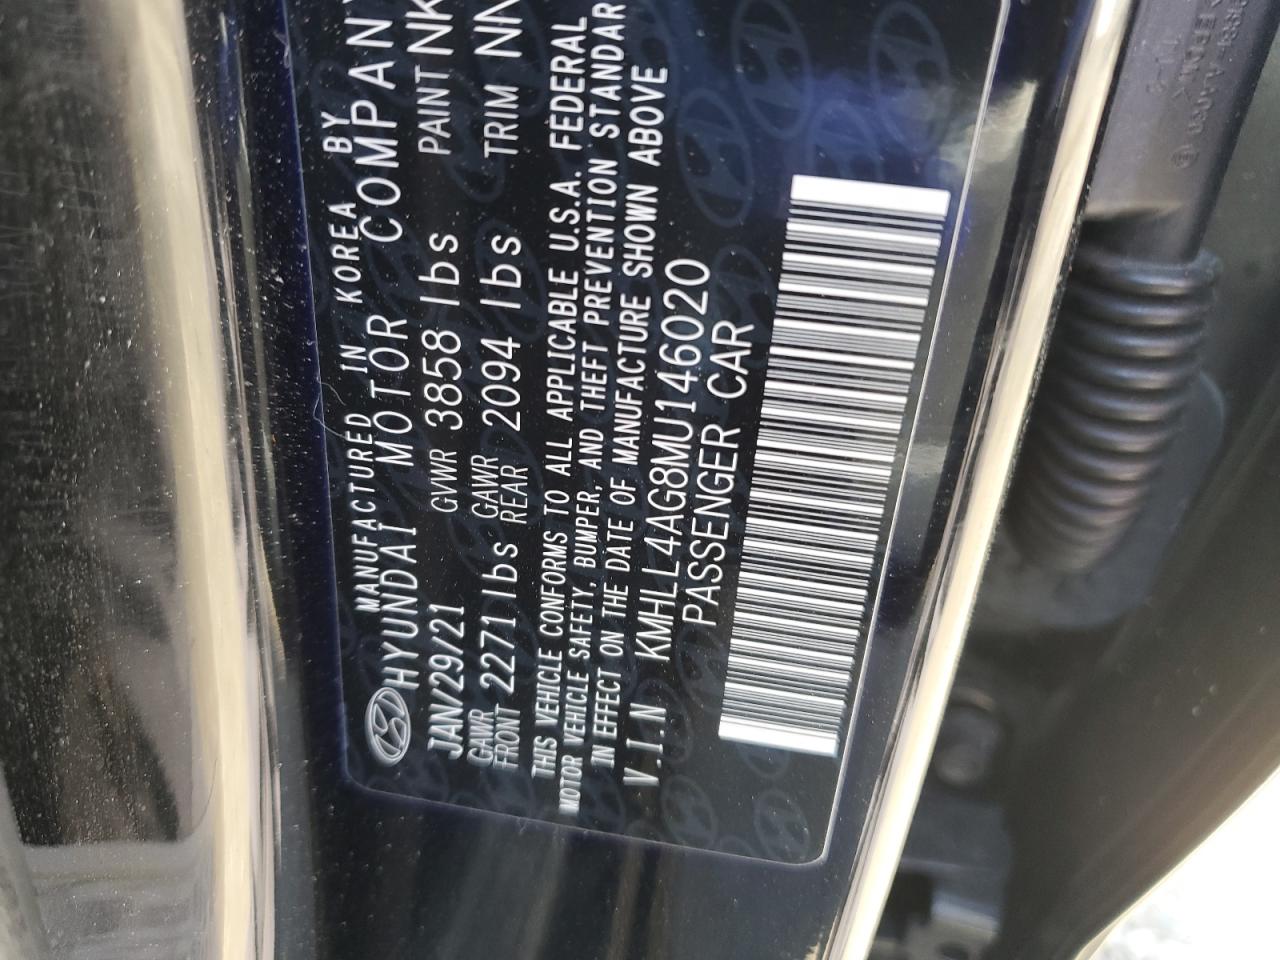 MANUFACTURED IN KOREA BY
HYUNDAI MOTOR COMPANY
JAN/29/21 GVWR 3858 lbs PAINT NK
GAWR FRONT 2271 lbs GAWR REAR 2094 lbs TRIM NN
THIS VEHICLE CONFORMS TO ALL APPLICABLE U.S.A. FEDERAL
MOTOR VEHICLE SAFETY, BUMPER, AND THEFT PREVENTION STANDAR
IN EFFECT ON THE DATE OF MANUFACTURE SHOWN ABOVE
V.I.N KMHLL4AG8MU146020
PASSENGER CAR